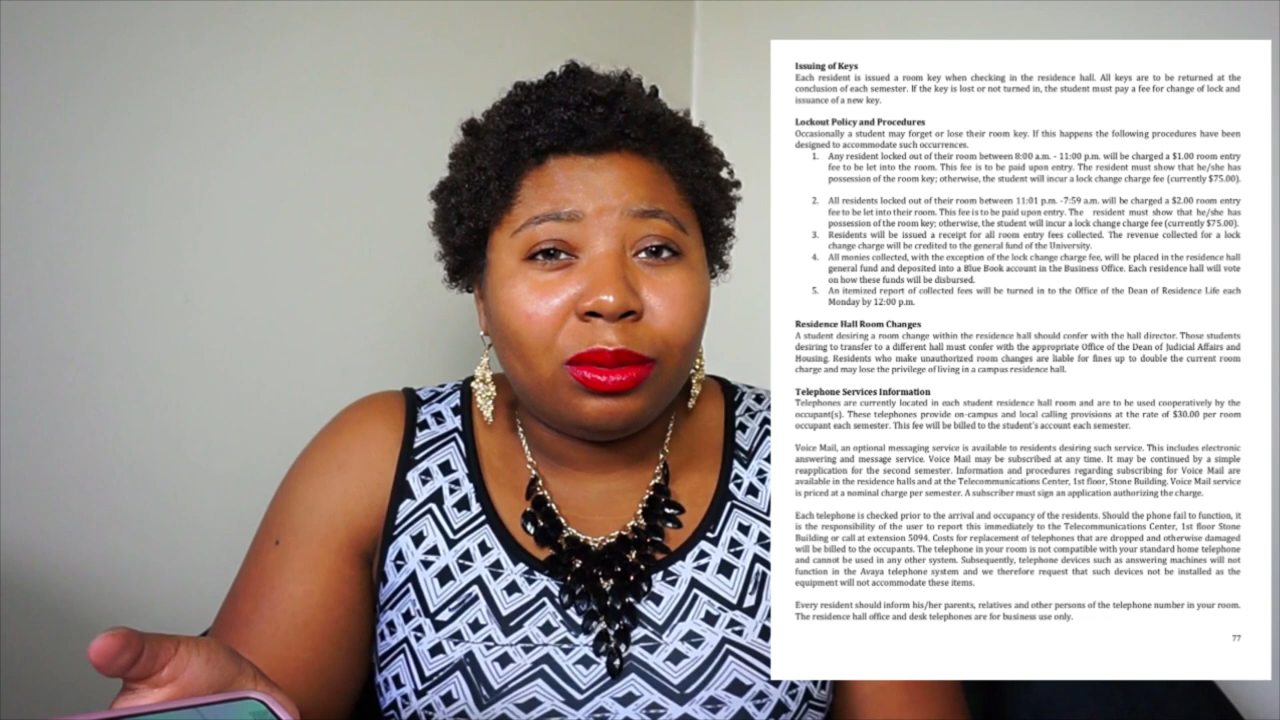 Issuing of Keys
Each resident is issued a room key when checking in the residence hall. All keys are to be returned at the
conclusion of each semester. If the key is lost or not turned in, the student must pay a fee for change of lock and
issuance of a new key.
Lockout Policy and Procedures
Occasionally a student may forget or lose their room key. If this happens the following procedures have been
designed to accommodate such occurrences.
1. Any resident locked out of their room between 8:00 a.m. - 11:00 p.m. will be charged a $1.00 room entry
fee to be let into the room. This fee is to be paid upon entry. The resident must show that he/she has
possession of the room key; otherwise, the student will incur a lock change charge fee (currently $75.00).
2. All residents locked out of their room between 11:01 p.m. -7:59 a.m. will be charged a $2.00 room entry
fee to be let into their room. This fee is to be paid upon entry. The resident must show that he/she has
possession of the room key; otherwise, the student will incur a lock change charge fee (currently $75.00).
3. Residents will be issued a receipt for all room entry fees collected. The revenue collected for a lock
change charge will be credited to the general fund of the University.
4. All monies collected, with the exception of the lock change charge fee, will be placed in the residence hall
general fund and deposited into a Blue Book account in the Business Office. Each residence hall will vote
on how these funds will be disbursed.
5. An itemized report of collected fees will be turned in to the Office of the Dean of Residence Life each
Monday by 12:00 p.m.
Residence Hall Room Changes
A student desiring a room change within the residence hall should confer with the hall director. Those students
desiring to transfer to a different hall must confer with the appropriate Office of the Dean of Judicial Affairs and
Housing. Residents who make unauthorized room changes are liable for fines up to double the current room
charge and may lose the privilege of living in a campus residence hall.
Telephone Services Information
Telephones are currently located in each student residence hall room and are to be used cooperatively by the
occupant(s). These telephones provide on-campus and local calling provisions at the rate of $30.00 per room
occupant each semester. This fee will be billed to the student's account each semester.
Voice Mail, an optional messaging service is available to residents desiring such service. This includes electronic
answering and message service. Voice Mail may be subscribed at any time. It may be continued by a simple
reapplication for the second semester. Information and procedures regarding subscribing for Voice Mail are
available in the residence halls and at the Telecommunications Center, 1st floor, Stone Building. Voice Mail service
is priced at a nominal charge per semester. A subscriber must sign an application authorizing the charge.
Each telephone is checked prior to the arrival and occupancy of the residents. Should the phone fail to function, it
is the responsibility of the user to report this immediately to the Telecommunications Center, 1st floor Stone
Building or call at extension 5094. Costs for replacement of telephones that are dropped and otherwise damaged
will be billed to the occupants. The telephone in your room is not compatible with your standard home telephone
and cannot be used in any other system. Subsequently, telephone devices such as answering machines will not
function in the Avaya telephone system and we therefore request that such devices not be installed as the
equipment will not accommodate these items.
Every resident should inform his/her parents, relatives and other persons of the telephone number in your room.
The residence hall office and desk telephones are for business use only.
77